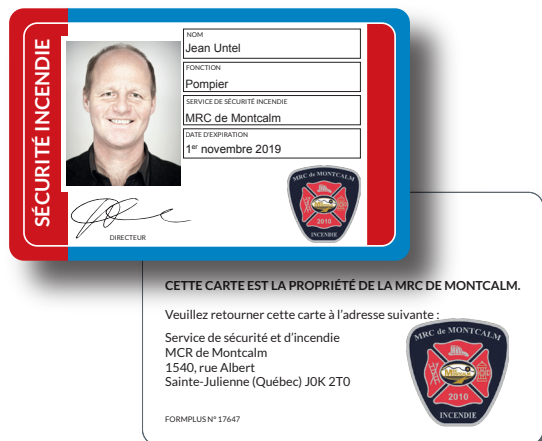 SÉCURITÉ INCENDIE
NOM
Jean Untel
FONCTION
Pompier
SERVICE DE SÉCURITÉ INCENDIE
MRC de Montcalm
DATE D'EXPIRATION
1er novembre 2019
DIRECTEUR
MRC de MONTCALM
2010
INCENDIE
CETTE CARTE EST LA PROPRIÉTÉ DE LA MRC DE MONTCALM.
Veuillez retourner cette carte à l'adresse suivante :
Service de sécurité et d'incendie
MCR de Montcalm
1540, rue Albert
Sainte-Julienne (Québec) J0K 2T0
FORMPLUS N° 17647
MRC de MONTCALM
2010
INCENDIE